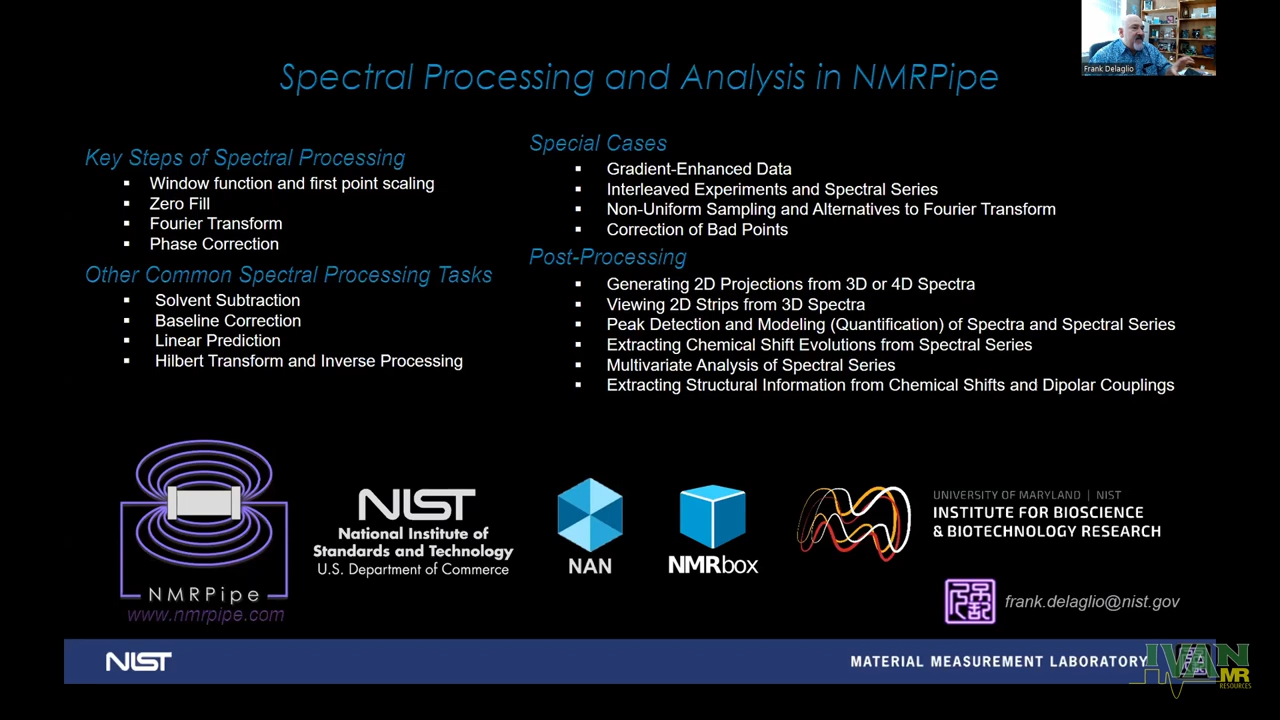 Frank Delaglio
Spectral Processing and Analysis in NMRPipe
Key Steps of Spectral Processing
Window function and first point scaling
Zero Fill
Fourier Transform
Phase Correction
Other Common Spectral Processing Tasks
Solvent Subtraction
Baseline Correction
Linear Prediction
Hilbert Transform and Inverse Processing
Special Cases
Gradient-Enhanced Data
Interleaved Experiments and Spectral Series
Non-Uniform Sampling and Alternatives to Fourier Transform
Correction of Bad Points
Post-Processing
Generating 2D Projections from 3D or 4D Spectra
Viewing 2D Strips from 3D Spectra
Peak Detection and Modeling (Quantification) of Spectra and Spectral Series
Extracting Chemical Shift Evolutions from Spectral Series
Multivariate Analysis of Spectral Series
Extracting Structural Information from Chemical Shifts and Dipolar Couplings
NMRPipe
www.nmrpipe.com
NIST
National Institute of
Standards and Technology
U.S. Department of Commerce
NAN
NMRbox
UNIVERSITY OF MARYLAND | NIST
INSTITUTE FOR BIOSCIENCE
& BIOTECHNOLOGY RESEARCH
frank.delaglio@nist.gov
NIST
MATERIAL MEASUREMENT LABORATORY
IVAN
MR
RESOURCES